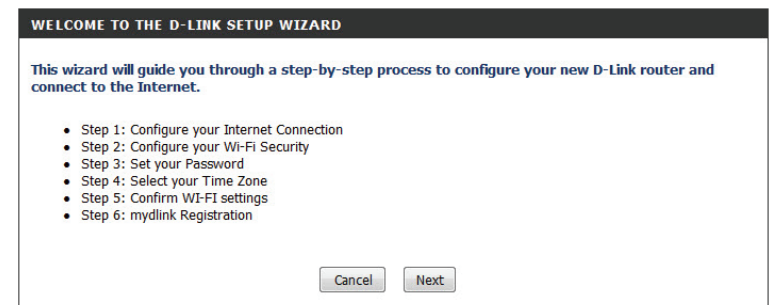 WELCOME TO THE D-LINK SETUP WIZARD
This wizard will guide you through a step-by-step process to configure your new D-Link router and
connect to the Internet.
• Step 1: Configure your Internet Connection
• Step 2: Configure your Wi-Fi Security
• Step 3: Set your Password
• Step 4: Select your Time Zone
• Step 5: Confirm WI-FI settings
• Step 6: mydlink Registration
Cancel Next